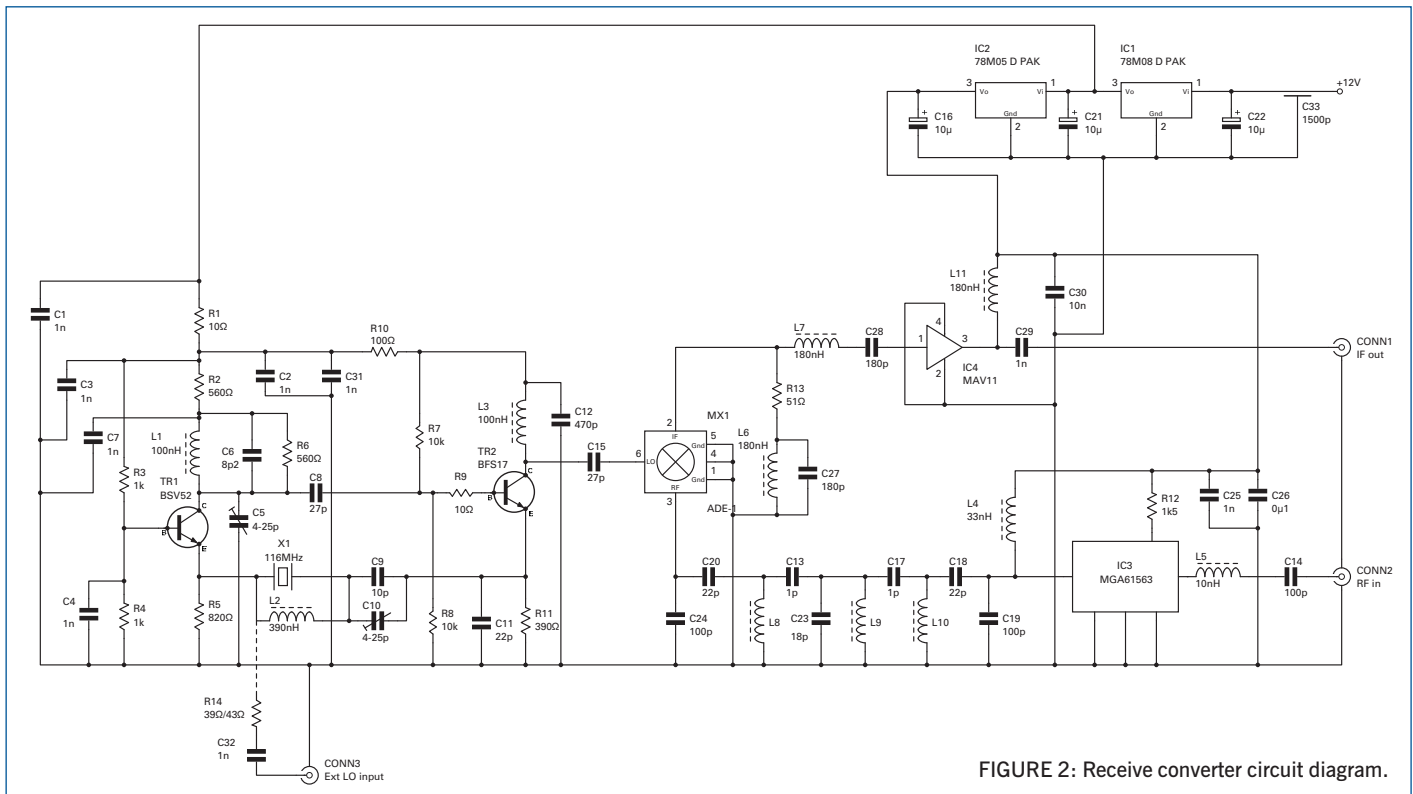 IC2
78M05 D PAK
IC1
78M08 D PAK
+12V
3
Vo
Vi
1
Gnd
2
3
Vo
Vi
1
Gnd
2
+
C16
10µ
+
C21
10µ
+
C22
10µ
C33
1500p
C1
1n
R1
10Ω
R10
100Ω
C3
1n
R2
560Ω
C2
1n
C31
1n
C7
1n
L1
100nH
C6
8p2
R6
560Ω
R7
10k
L3
100nH
C12
470p
R3
1k
TR1
BSV52
C8
27p
R9
10Ω
TR2
BFS17
C15
27p
C
B
E
C
B
E
C5
4-25p
X1
116MHz
C9
10p
L2
390nH
C10
4-25p
C4
1n
R4
1k
R5
820Ω
R8
10k
C11
22p
R11
390Ω
R14
39Ω/43Ω
C32
1n
CONN3
Ext LO input
L7
180nH
C28
180p
1
4
3
2
IC4
MAV11
L11
180nH
C30
10n
C29
1n
CONN1
IF out
R13
51Ω
MX1
2
IF
5
Gnd
6
LO
4
1
Gnd
RF
3
ADE-1
L6
180nH
C27
180p
L4
33nH
R12
1k5
C25
1n
C26
0µ1
C20
22p
C13
1p
C17
1p
C18
22p
IC3
MGA61563
L5
10nH
C14
100p
CONN2
RF in
C24
100p
L8
C23
18p
L9
L10
C19
100p
FIGURE 2: Receive converter circuit diagram.